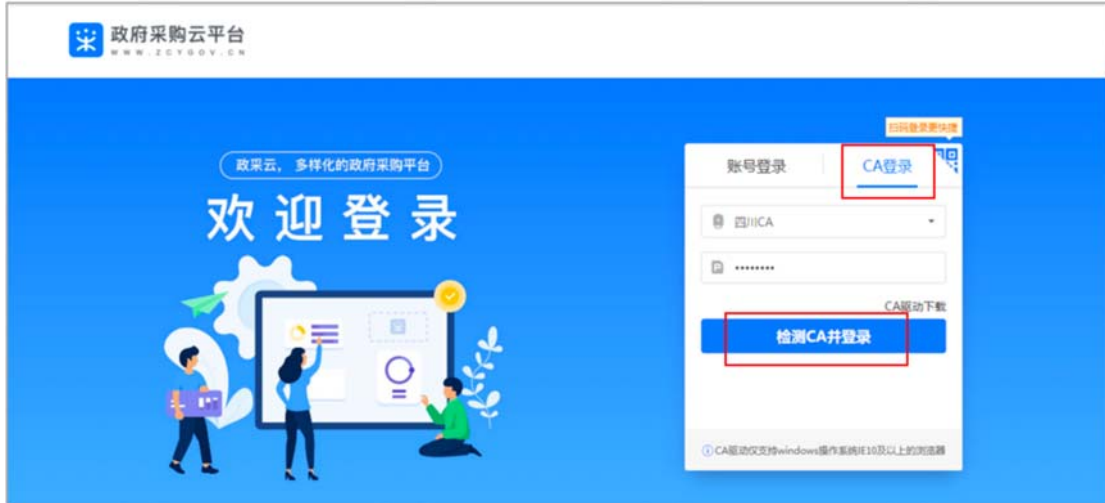 政府采购云平台
WWW.ZCYGOV.CN
扫码登录更快捷
政采云，多样化的政府采购平台
欢迎登录
账号登录
CA登录
四川CA
••••••••
CA驱动下载
检测CA并登录
CA驱动仅支持windows操作系统IE10及以上的浏览器